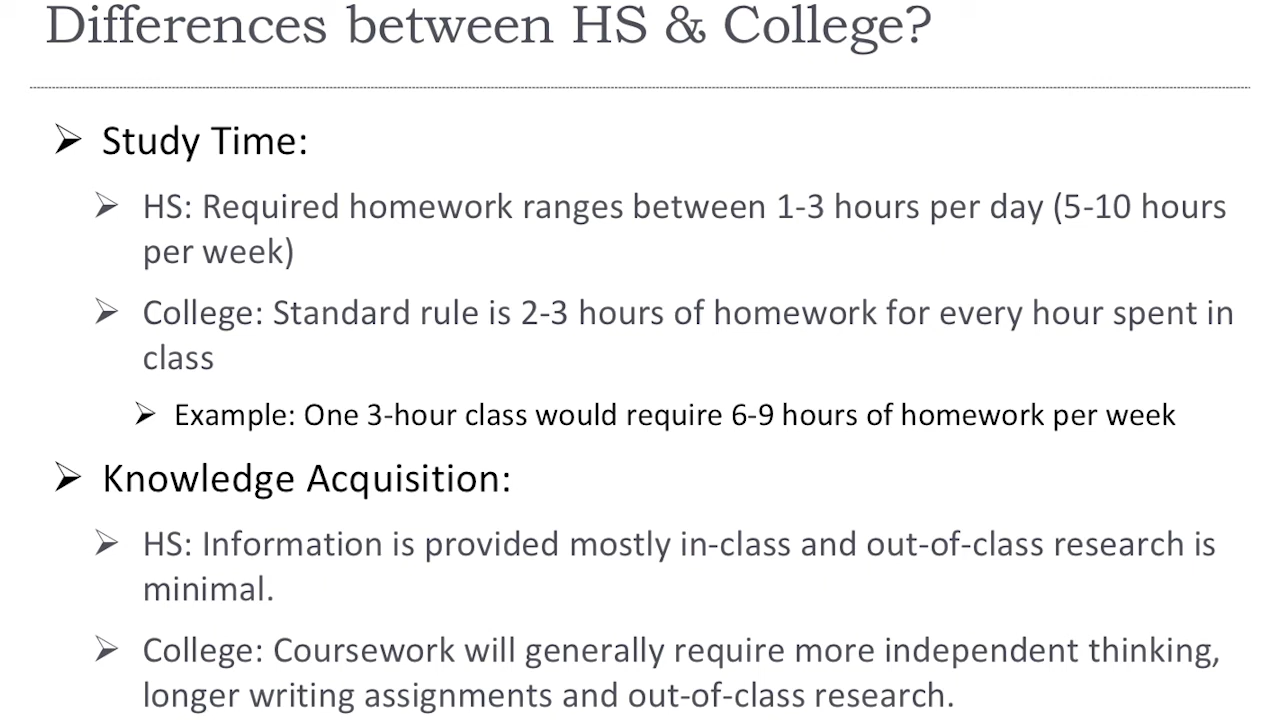 Differences between HS & College?
➢ Study Time:
➢ HS: Required homework ranges between 1-3 hours per day (5-10 hours
per week)
➢ College: Standard rule is 2-3 hours of homework for every hour spent in
class
➢ Example: One 3-hour class would require 6-9 hours of homework per week
➢ Knowledge Acquisition:
➢ HS: Information is provided mostly in-class and out-of-class research is
minimal.
➢ College: Coursework will generally require more independent thinking,
longer writing assignments and out-of-class research.